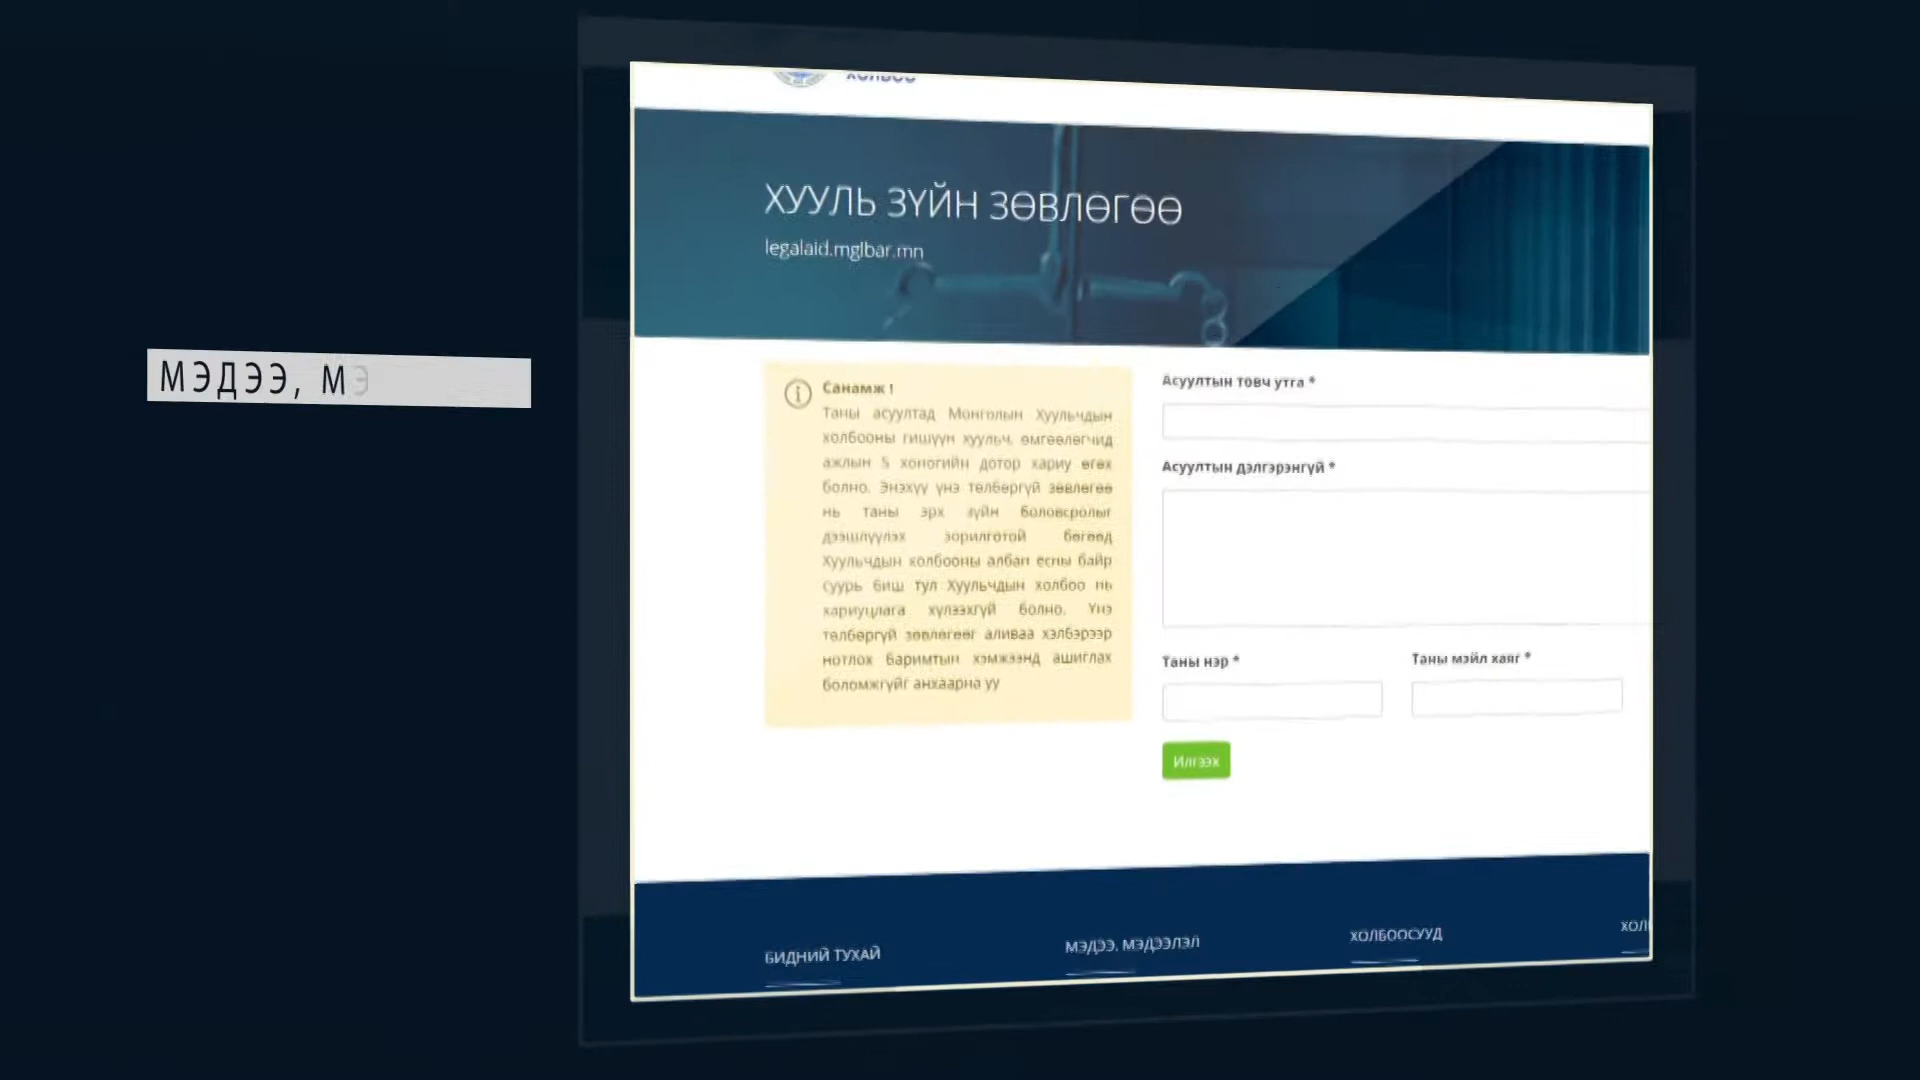 МЭДЭЭ, МЭ
ХОЛБОО
ХУУЛЬ ЗҮЙН ЗӨВЛӨГӨӨ
legalaid.mglbar.mn
Санамж !
Таны асуултад Монголын Хуульчдын
холбооны гишүүн хуульч, өмгөөлөгчид
ажлын 5 хоногийн дотор хариу өгөх
болно. Энэхүү үнэ төлбөргүй зөвлөгөө
нь таны эрх зүйн боловсролыг
дээшлүүлэх зорилготой бөгөөд
Хуульчдын холбооны албан ёсны байр
суурь биш тул Хуульчдын холбоо нь
хариуцлага хүлээхгүй болно. Үнэ
төлбөргүй зөвлөгөөг аливаа хэлбэрээр
нотлох баримтын хэмжээнд ашиглах
боломжгүйг анхаарна уу
Асуултын товч утга *
Асуултын дэлгэрэнгүй *
Таны нэр *
Таны мэйл хаяг *
Илгээх
БИДНИЙ ТУХАЙ
МЭДЭЭ, МЭДЭЭЛЭЛ
ХОЛБООСУУД